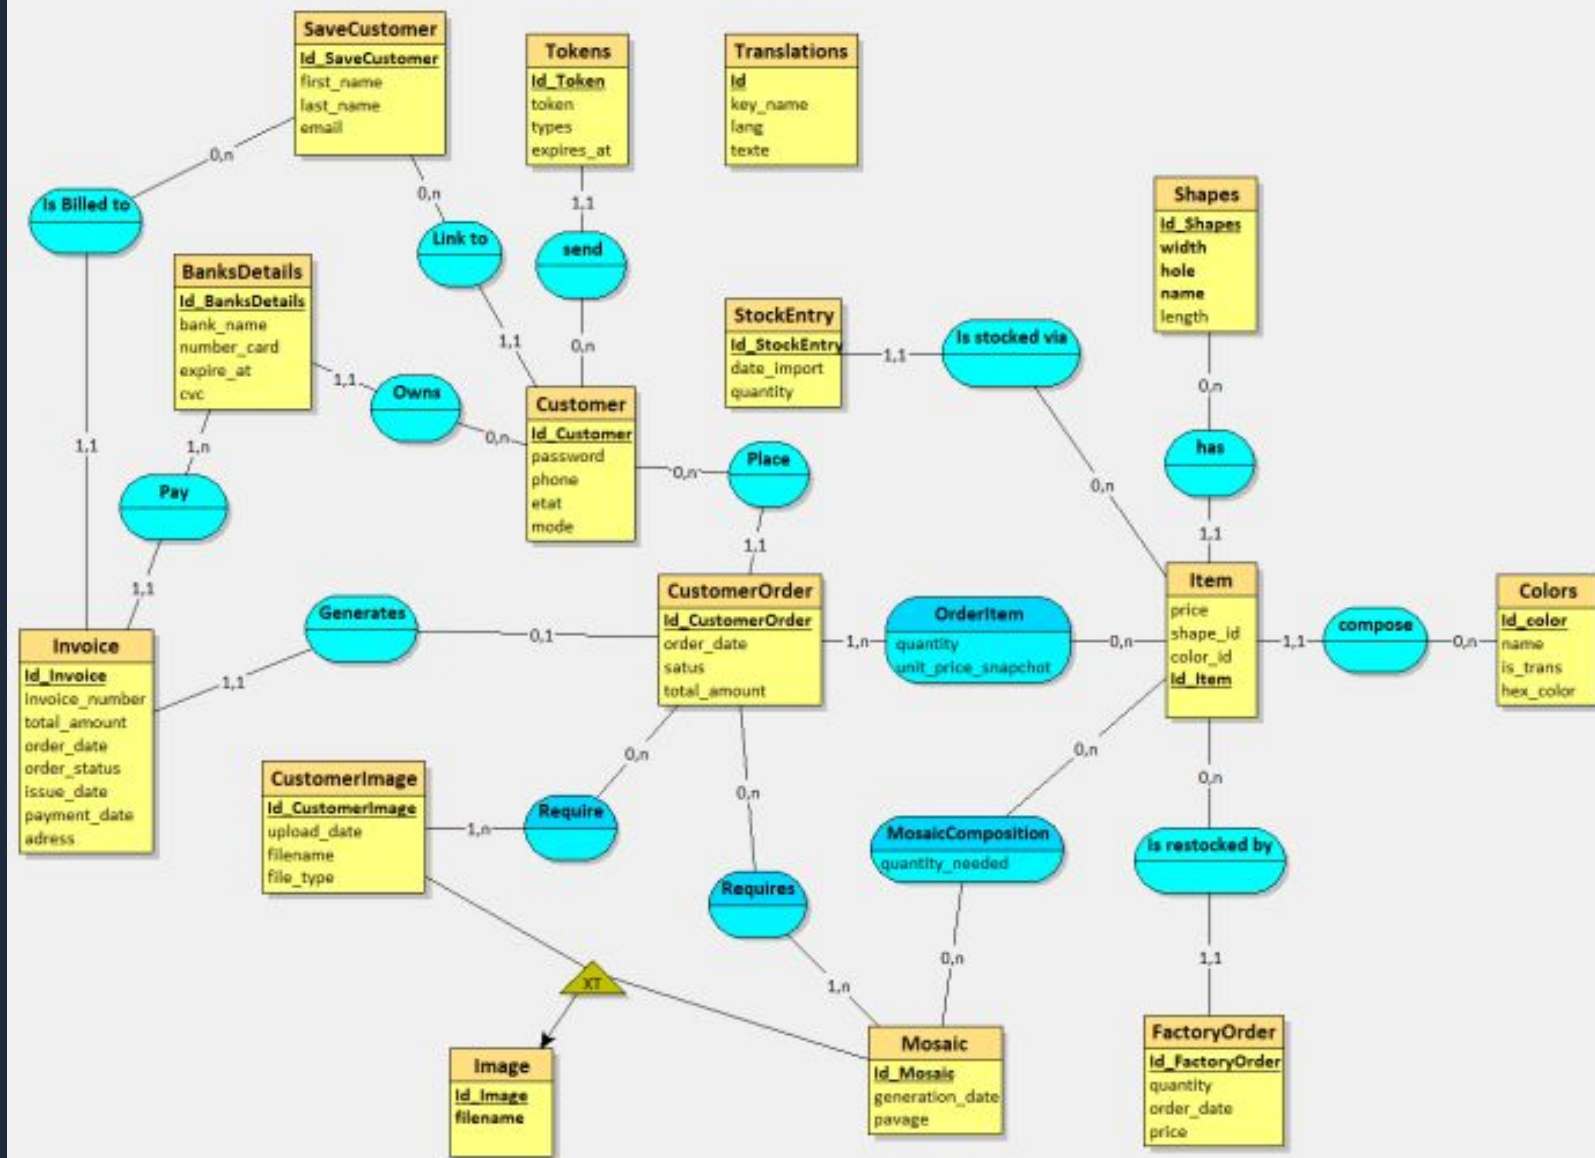 SaveCustomer
Id_SaveCustomer
first_name
last_name
email
Tokens
Id_Token
token
types
expires_at
Translations
Id
key_name
lang
texte
0,n
Is Billed to
0,n
Link to
1,1
send
Shapes
Id_Shapes
width
hole
name
length
BanksDetails
Id_BanksDetails
bank_name
number_card
expire_at
cvc
1,1
Owns
0,n
1,1
0,n
Customer
Id_Customer
password
phone
etat
mode
StockEntry
Id_StockEntry
date_import
quantity
1,1
Is stocked via
0,n
0,n
has
1,1
1,1
1,n
Pay
1,1
0,n
Place
1,1
Invoice
Id_Invoice
invoice_number
total_amount
order_date
order_status
issue_date
payment_date
adress
Generates
1,1
0,1
CustomerOrder
Id_CustomerOrder
order_date
satus
total_amount
1,n
OrderItem
quantity
unit_price_snapchot
0,n
Item
price
shape_id
color_id
Id_Item
1,1
compose
0,n
Colors
Id_color
name
is_trans
hex_color
CustomerImage
Id_CustomerImage
upload_date
filename
file_type
1,n
Require
0,n
0,n
Requires
1,n
0,n
MosaicComposition
quantity_needed
0,n
0,n
Is restocked by
1,1
XT
Image
Id_Image
filename
Mosaic
Id_Mosaic
generation_date
pavage
FactoryOrder
Id_FactoryOrder
quantity
order_date
price